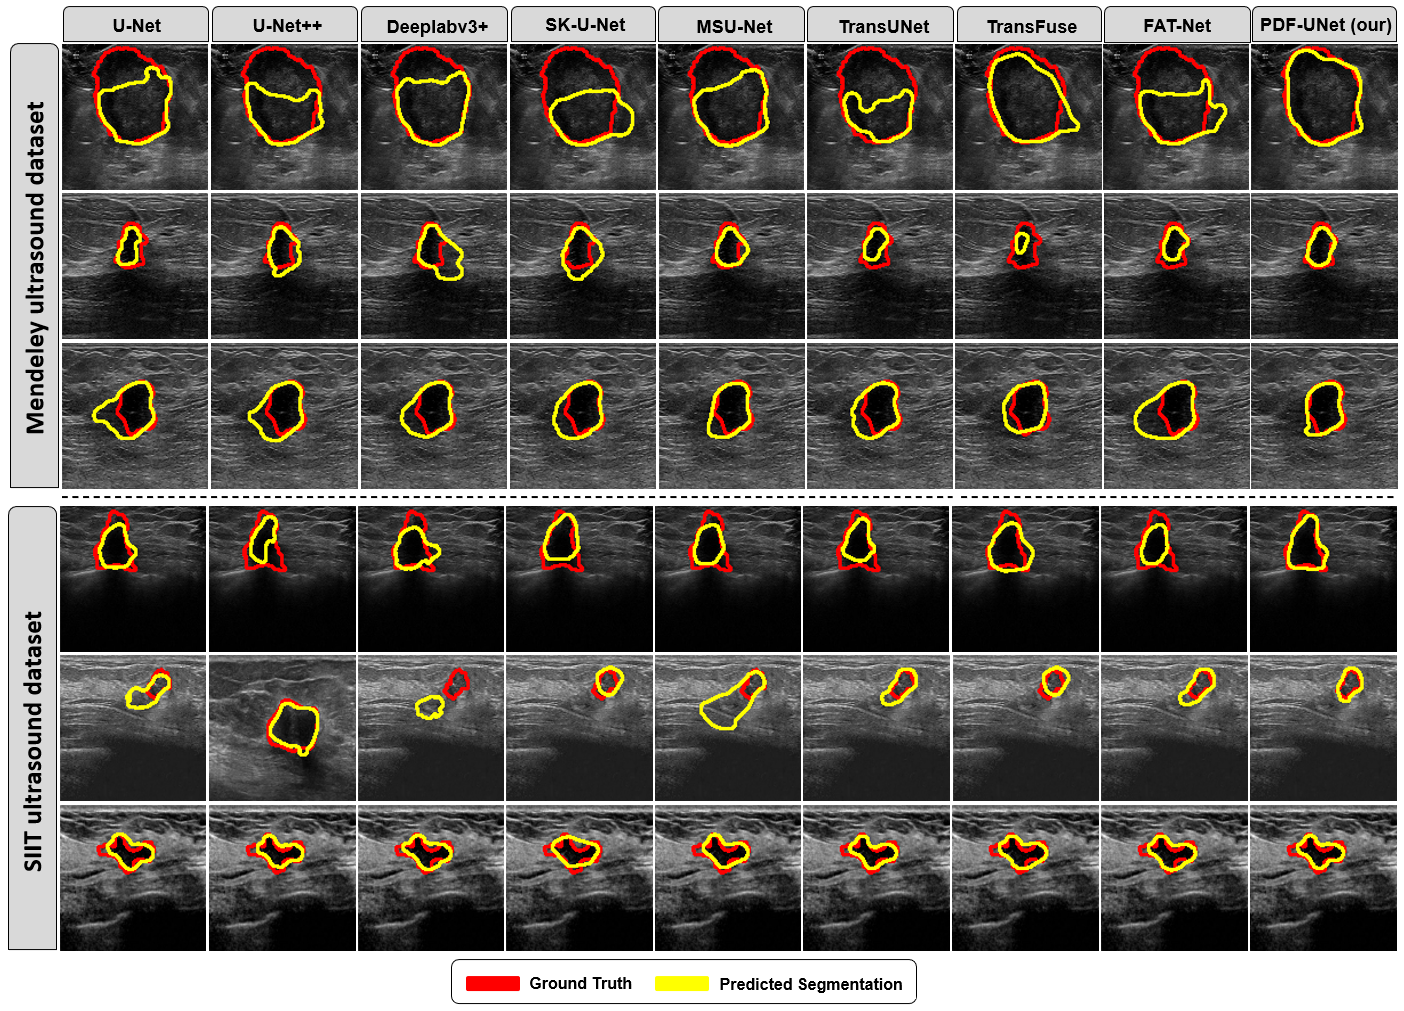 U-Net
U-Net++
Deeplabv3+
SK-U-Net
MSU-Net
TransUNet
TransFuse
FAT-Net
PDF-UNet (our)
Mendeley ultrasound dataset
SIIT ultrasound dataset
Ground Truth
Predicted Segmentation